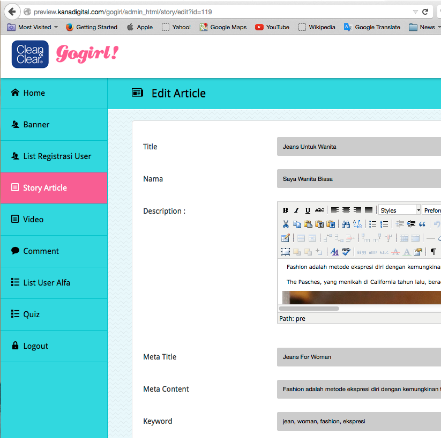 preview.kanadigital.com/gogirl/admin_html/story/edit?id=119
Most Visited Getting Started Apple Yahoo! Google Maps YouTube Wikipedia Google Translate News
Clean & Clear. Gogirl!
Home
Edit Article
Banner
List Registrasi User
Story Article
Video
Comment
List User Alfa
Quiz
Logout
Title
Jeans Untuk Wanita
Nama
Saya Wanita Biasa
Description :
B I U ABC Styles
Fashion adalah metode ekspresi diri dengan kemungkinan
The Pasches, yang menikah di California tahun lalu,
Path: pre
Meta Title
Jeans For Woman
Meta Content
Fashion adalah metode ekspresi diri dengan kemungkinan
Keyword
jean, woman, fashion, ekspresi